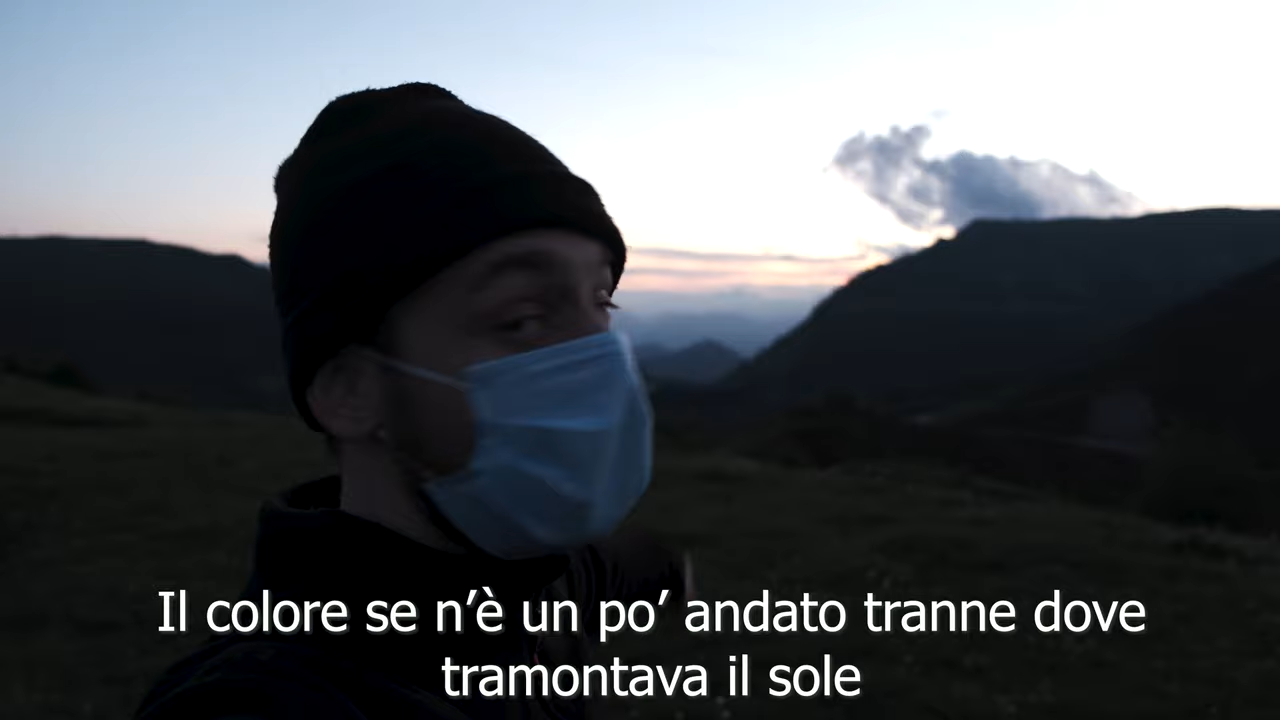 Il colore se n’è un po’ andato tranne dove
tramontava il sole